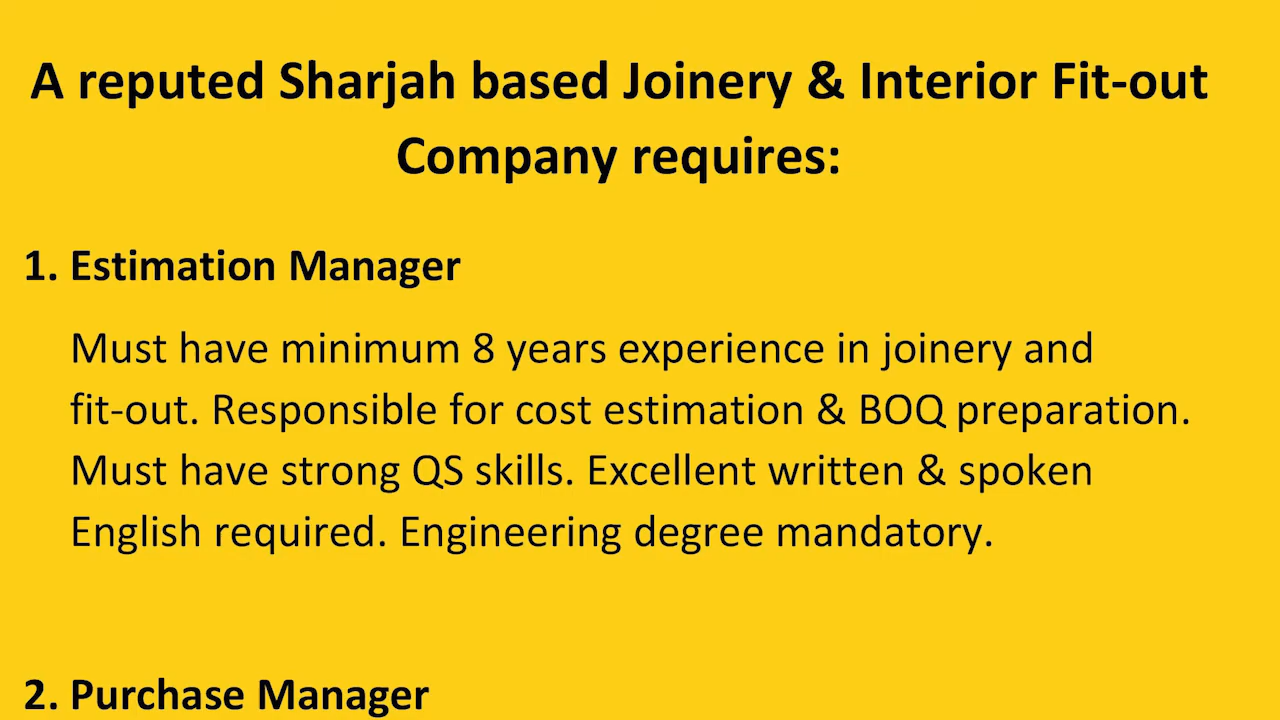 A reputed Sharjah based Joinery & Interior Fit-out
Company requires:
1. Estimation Manager
Must have minimum 8 years experience in joinery and
fit-out. Responsible for cost estimation & BOQ preparation.
Must have strong QS skills. Excellent written & spoken
English required. Engineering degree mandatory.
2. Purchase Manager